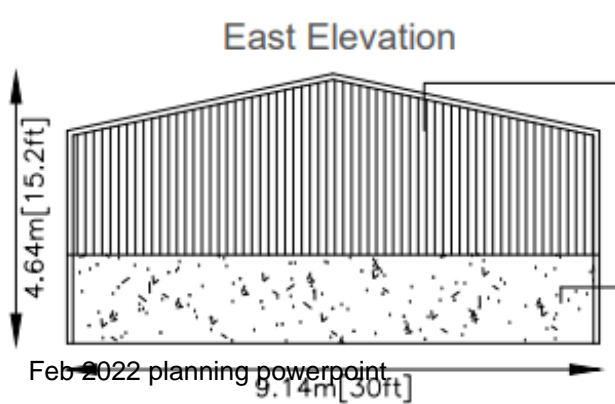 East Elevation
4.64m[15.2ft]
Feb 2022 planning powerpoint
9.14m[30ft]